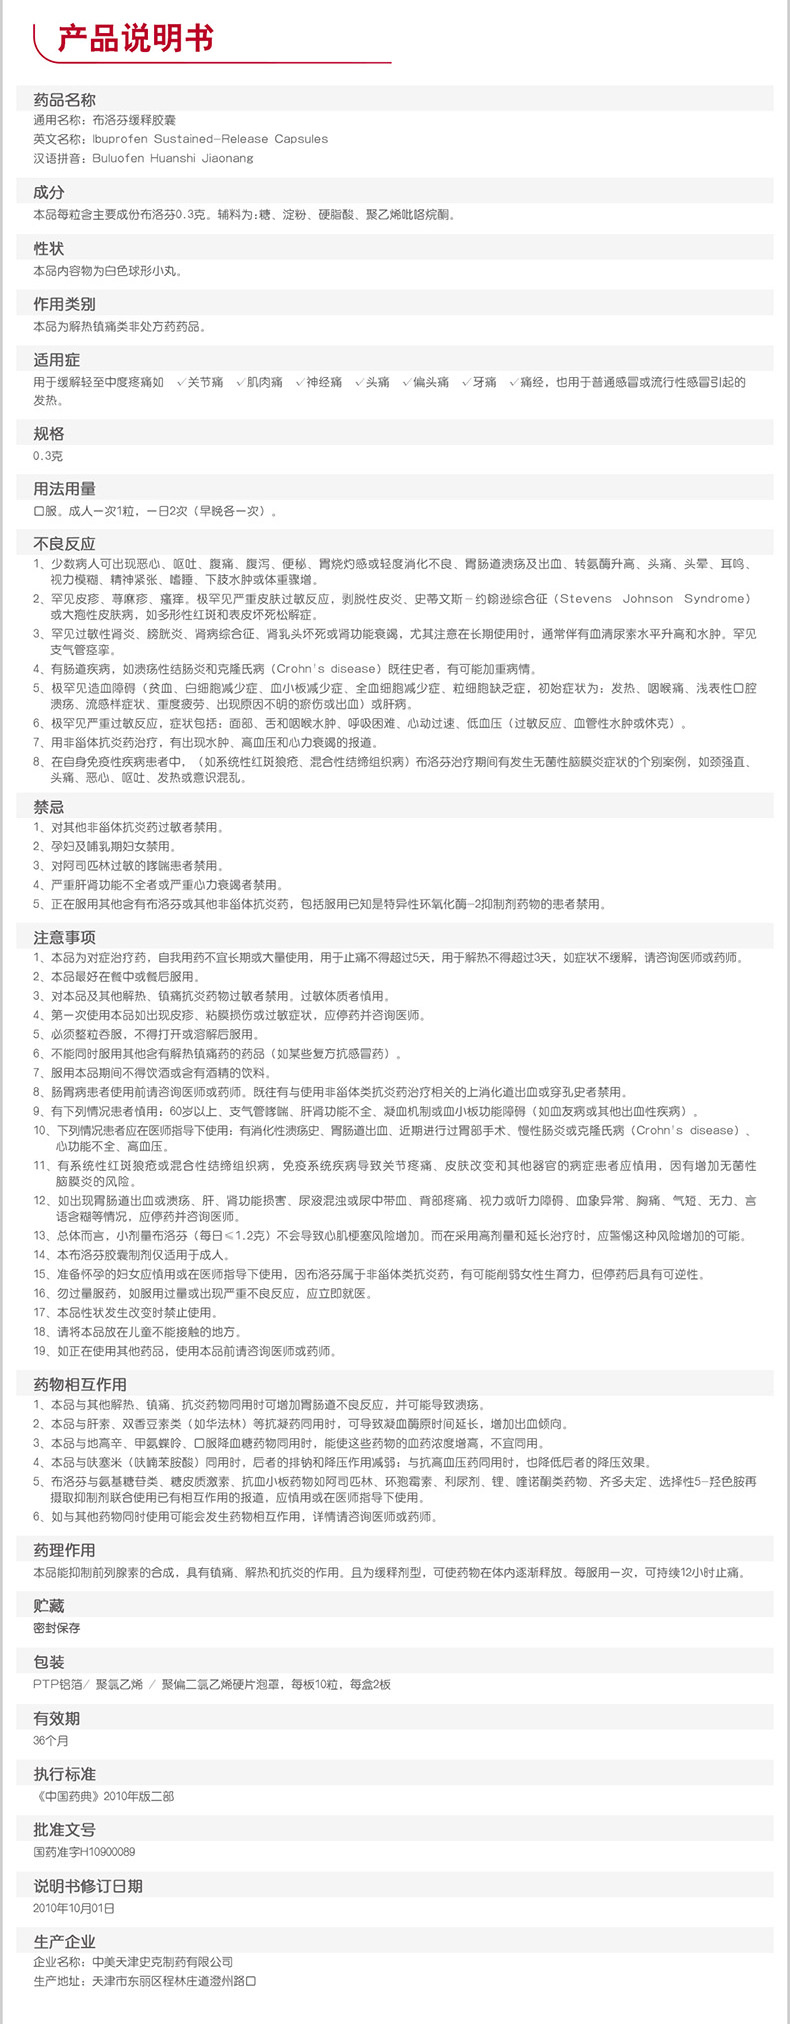 产品说明书
药品名称
通用名称：布洛芬缓释胶囊
英文名称：Ibuprofen Sustained-Release Capsules
汉语拼音：Buluofen Huanshi Jiaonang
成分
本品每粒含主要成份布洛芬0.3克。辅料为:糖、淀粉、硬脂酸、聚乙烯吡咯烷酮。
性状
本品内容物为白色球形小丸。
作用类别
本品为解热镇痛类非处方药药品。
适用症
用于缓解轻至中度疼痛如 ✓关节痛 ✓肌肉痛 ✓神经痛 ✓头痛 ✓偏头痛 ✓牙痛 ✓痛经，也用于普通感冒或流行性感冒引起的
发热。
规格
0.3克
用法用量
口服。成人一次1粒，一日2次（早晚各一次）。
不良反应
1、少数病人可出现恶心、呕吐、腹痛、腹泻、便秘、胃烧灼感或轻度消化不良、胃肠道溃疡及出血、转氨酶升高、头痛、头晕、耳鸣、
视力模糊、精神紧张、嗜睡、下肢水肿或体重骤增。
2、罕见皮疹、荨麻疹、瘙痒。极罕见严重皮肤过敏反应，剥脱性皮炎、史蒂文斯－约翰逊综合征（Stevens Johnson Syndrome）
或大疱性皮肤病，如多形性红斑和表皮坏死松解症。
3、罕见过敏性肾炎、膀胱炎、肾病综合征、肾乳头坏死或肾功能衰竭，尤其注意在长期使用时，通常伴有血清尿素水平升高和水肿。罕见
支气管痉挛。
4、有肠道疾病，如溃疡性结肠炎和克隆氏病（Crohn's disease）既往史者，有可能加重病情。
5、极罕见造血障碍（贫血、白细胞减少症、血小板减少症、全血细胞减少症、粒细胞缺乏症，初始症状为：发热、咽喉痛、浅表性口腔
溃疡、流感样症状、重度疲劳、出现原因不明的瘀伤或出血）或肝病。
6、极罕见严重过敏反应，症状包括：面部、舌和咽喉水肿、呼吸困难、心动过速、低血压（过敏反应、血管性水肿或休克）。
7、用非甾体抗炎药治疗，有出现水肿、高血压和心力衰竭的报道。
8、在自身免疫性疾病患者中，（如系统性红斑狼疮、混合性结缔组织病）布洛芬治疗期间有发生无菌性脑膜炎症状的个别案例，如颈强直、
头痛、恶心、呕吐、发热或意识混乱。
禁忌
1、对其他非甾体抗炎药过敏者禁用。
2、孕妇及哺乳期妇女禁用。
3、对阿司匹林过敏的哮喘患者禁用。
4、严重肝肾功能不全者或严重心力衰竭者禁用。
5、正在服用其他含有布洛芬或其他非甾体抗炎药，包括服用已知是特异性环氧化酶-2抑制剂药物的患者禁用。
注意事项
1、本品为对症治疗药，自我用药不宜长期或大量使用，用于止痛不得超过5天，用于解热不得超过3天，如症状不缓解，请咨询医师或药师。
2、本品最好在餐中或餐后服用。
3、对本品及其他解热、镇痛抗炎药物过敏者禁用。过敏体质者慎用。
4、第一次使用本品如出现皮疹、粘膜损伤或过敏症状，应停药并咨询医师。
5、必须整粒吞服，不得打开或溶解后服用。
6、不能同时服用其他含有解热镇痛药的药品（如某些复方抗感冒药）。
7、服用本品期间不得饮酒或含有酒精的饮料。
8、肠胃病患者使用前请咨询医师或药师。既往有与使用非甾体类抗炎药治疗相关的上消化道出血或穿孔史者禁用。
9、有下列情况患者慎用：60岁以上、支气管哮喘、肝肾功能不全、凝血机制或血小板功能障碍（如血友病或其他出血性疾病）。
10、下列情况患者应在医师指导下使用：有消化性溃疡史、胃肠道出血、近期进行过胃部手术、慢性肠炎或克隆氏病（Crohn's disease）、
心功能不全、高血压。
11、有系统性红斑狼疮或混合性结缔组织病，免疫系统疾病导致关节疼痛、皮肤改变和其他器官的病症患者应慎用，因有增加无菌性
脑膜炎的风险。
12、如出现胃肠道出血或溃疡、肝、肾功能损害、尿液混浊或尿中带血、背部疼痛、视力或听力障碍、血象异常、胸痛、气短、无力、言
语含糊等情况，应停药并咨询医师。
13、总体而言，小剂量布洛芬（每日≤1.2克）不会导致心肌梗塞风险增加。而在采用高剂量和延长治疗时，应警惕这种风险增加的可能。
14、本布洛芬胶囊制剂仅适用于成人。
15、准备怀孕的妇女应慎用或在医师指导下使用，因布洛芬属于非甾体类抗炎药，有可能削弱女性生育力，但停药后具有可逆性。
16、勿过量服药，如服用过量或出现严重不良反应，应立即就医。
17、本品性状发生改变时禁止使用。
18、请将本品放在儿童不能接触的地方。
19、如正在使用其他药品，使用本品前请咨询医师或药师。
药物相互作用
1、本品与其他解热、镇痛、抗炎药物同用时可增加胃肠道不良反应，并可能导致溃疡。
2、本品与肝素、双香豆素类（如华法林）等抗凝药同用时，可导致凝血酶原时间延长，增加出血倾向。
3、本品与地高辛、甲氨蝶呤、口服降血糖药物同用时，能使这些药物的血药浓度增高，不宜同用。
4、本品与呋塞米（呋喃苯胺酸）同用时，后者的排钠和降压作用减弱；与抗高血压药同用时，也降低后者的降压效果。
5、布洛芬与氨基糖苷类、糖皮质激素、抗血小板药物如阿司匹林、环孢霉素、利尿剂、锂、喹诺酮类药物、齐多夫定、选择性5-羟色胺再
摄取抑制剂联合使用已有相互作用的报道，应慎用或在医师指导下使用。
6、如与其他药物同时使用可能会发生药物相互作用，详情请咨询医师或药师。
药理作用
本品能抑制前列腺素的合成，具有镇痛、解热和抗炎的作用。且为缓释剂型，可使药物在体内逐渐释放。每服用一次，可持续12小时止痛。
贮藏
密封保存
包装
PTP铝箔/ 聚氯乙烯 / 聚偏二氯乙烯硬片泡罩，每板10粒，每盒2板
有效期
36个月
执行标准
《中国药典》2010年版二部
批准文号
国药准字H10900089
说明书修订日期
2010年10月01日
生产企业
企业名称：中美天津史克制药有限公司
生产地址：天津市东丽区程林庄道澄州路口